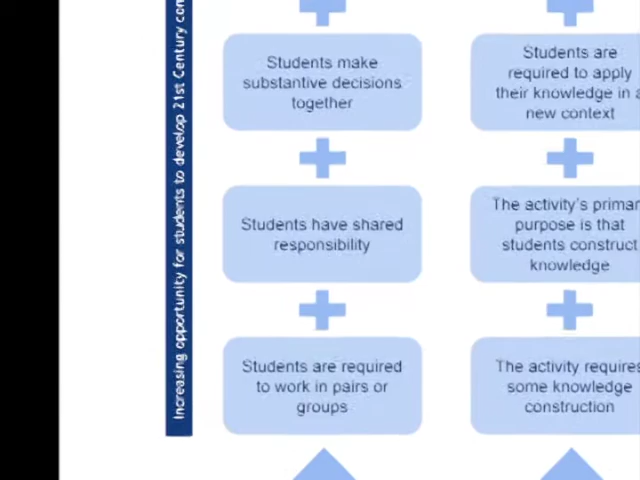 Increasing opportunity for students to develop 21st Century
Students make
substantive decisions
together
Students are
required to apply
their knowledge in a
new context
Students have shared
responsibility
The activity's
purpose is that
students construct
knowledge
Students are required
to work in pairs or
groups
The activity requires
some knowledge
construction